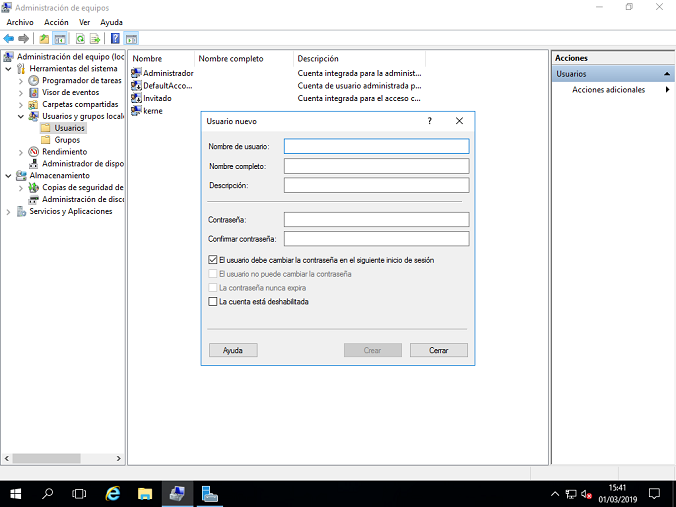 Administración de equipos
Archivo Acción Ver Ayuda
Administración del equipo (loc
Herramientas del sistema
Programador de tareas
Visor de eventos
Carpetas compartidas
Usuarios y grupos locale
Usuarios
Grupos
Rendimiento
Administrador de dispo
Almacenamiento
Copias de seguridad de
Administración de disco
Servicios y Aplicaciones
Nombre Nombre completo Descripción
Administrador Cuenta integrada para la administ...
DefaultAcco... Cuenta de usuario administrada p...
Invitado Cuenta integrada para el acceso c...
kerne
Acciones
Usuarios
Acciones adicionales
Usuario nuevo ?
Nombre de usuario:
Nombre completo:
Descripción:
Contraseña:
Confirmar contraseña:
El usuario debe cambiar la contraseña en el siguiente inicio de sesión
El usuario no puede cambiar la contraseña
La contraseña nunca expira
La cuenta está deshabilitada
Ayuda Crear Cerrar
15:41
01/03/2019